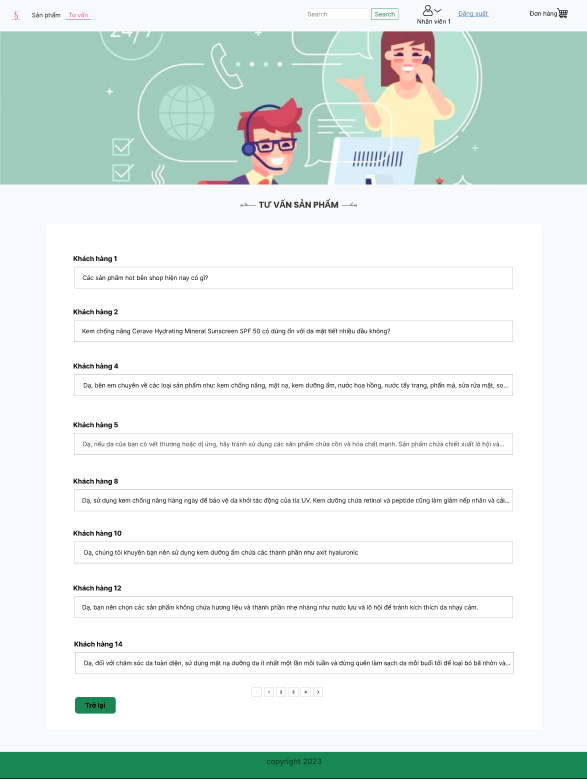 S Sản phẩm Tư vấn Search Search Nhân viên 1 Đăng xuất Đơn hàng
24/7
TƯ VẤN SẢN PHẨM
Khách hàng 1
Các sản phẩm hot bên shop hiện nay có gì?
Khách hàng 2
Kem chống nắng Cerave Hydrating Mineral Sunscreen SPF 50 có dùng ổn với da mặt tiết nhiều dầu không?
Khách hàng 4
Dạ, bên em chuyên về các loại sản phẩm như: kem chống nắng, mặt nạ, kem dưỡng ẩm, nước hoa hồng, nước tẩy trang, phấn má, sửa rửa mặt, so...
Khách hàng 5
Dạ, nếu da của bạn có vết thương hoặc dị ứng, hãy tránh sử dụng các sản phẩm chứa cồn và hóa chất mạnh. Sản phẩm chứa chiết xuất lô hội và...
Khách hàng 8
Dạ, sử dụng kem chống nắng hàng ngày để bảo vệ da khỏi tác động của tia UV. Kem dưỡng chứa retinol và peptide cũng làm giảm nếp nhăn và cải...
Khách hàng 10
Dạ, chúng tôi khuyên bạn nên sử dụng kem dưỡng ẩm chứa các thành phần như axit hyaluronic
Khách hàng 12
Dạ, bạn nên chọn các sản phẩm không chứa hương liệu và thành phần nhẹ nhàng như nước lựu và lô hội để tránh kích thích da nhạy cảm.
Khách hàng 14
Dạ, đối với chăm sóc da toàn diện, sử dụng mặt nạ dưỡng da ít nhất một lần mỗi tuần và đừng quên làm sạch da mỗi buổi tối để loại bỏ bã nhờn và...
1 2 3 4 >
Trở lại
copyright 2023